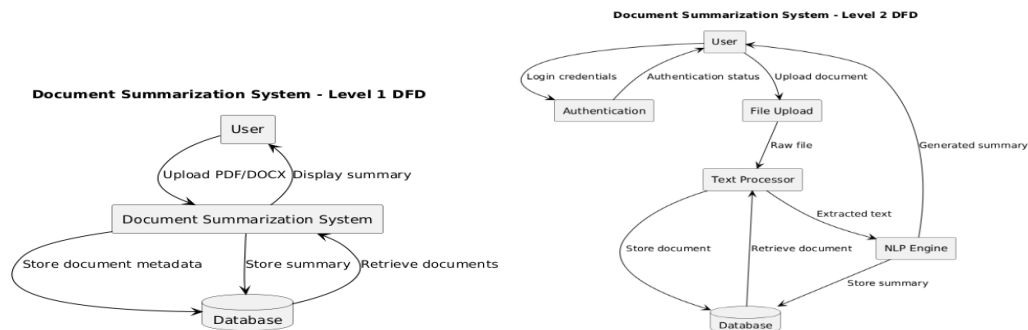 Document Summarization System - Level 1 DFD
User
Upload PDF/DOCX
Display summary
Document Summarization System
Store document metadata
Store summary
Retrieve documents
Database
Document Summarization System - Level 2 DFD
User
Login credentials
Authentication status
Upload document
Authentication
File Upload
Raw file
Generated summary
Text Processor
Extracted text
Store document
Retrieve document
NLP Engine
Store summary
Database